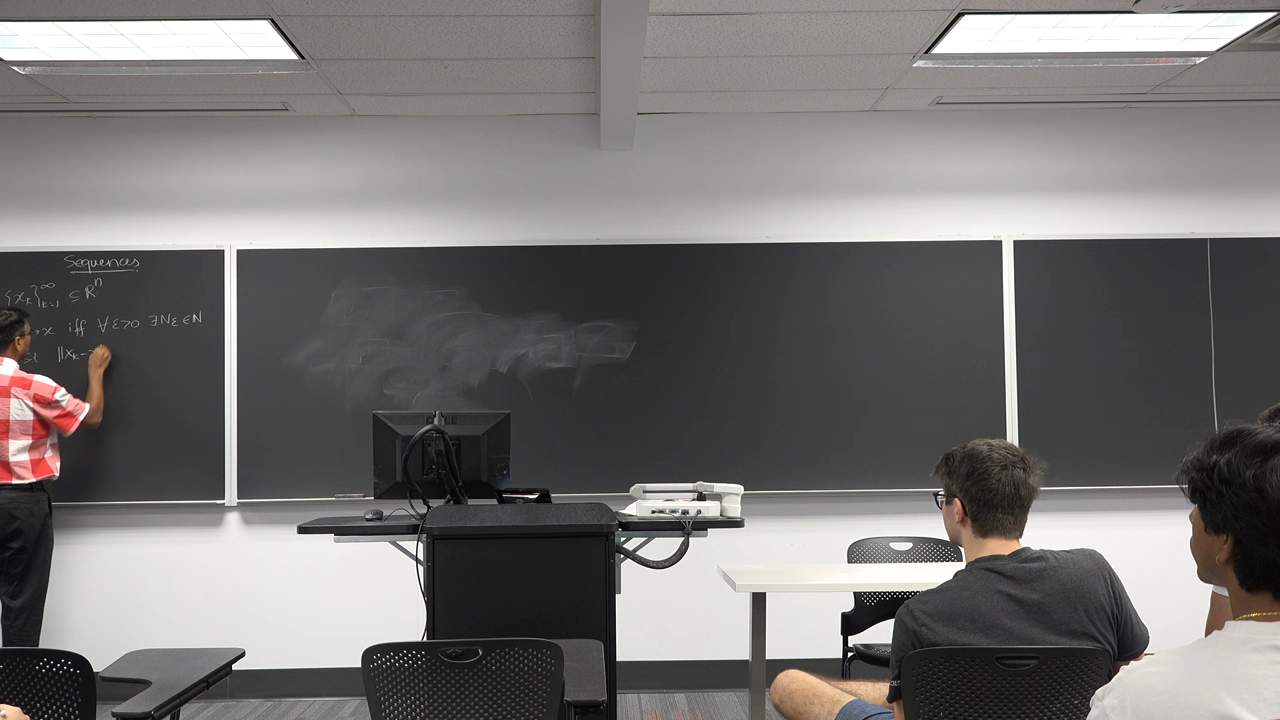 Sequences
{x_k}_{k=1}^∞ ⊆ ℝ^n
x iff ∀ε>0 ∃N_ε∈ℕ
‖x_k -